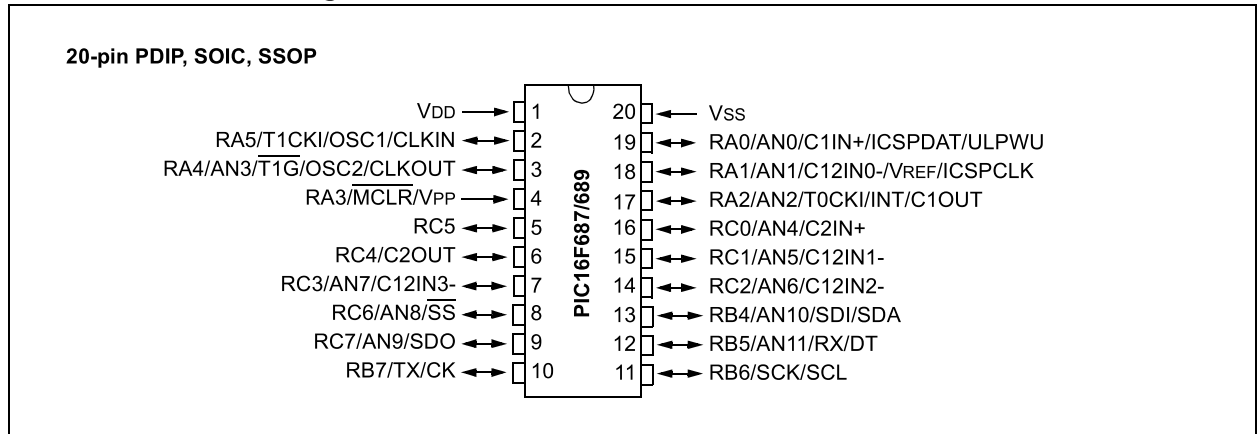 20-pin PDIP, SOIC, SSOP
VDD 1 20 VSS
RA5/T1CKI/OSC1/CLKIN 2 19 RA0/AN0/C1IN+/ICSPDAT/ULPWU
RA4/AN3/T1G/OSC2/CLKOUT 3 18 RA1/AN1/C12IN0-/VREF/ICSPCLK
RA3/MCLR/VPP 4 17 RA2/AN2/T0CKI/INT/C1OUT
RC5 5 16 RC0/AN4/C2IN+
RC4/C2OUT 6 15 RC1/AN5/C12IN1-
RC3/AN7/C12IN3- 7 14 RC2/AN6/C12IN2-
RC6/AN8/SS 8 13 RB4/AN10/SDI/SDA
RC7/AN9/SDO 9 12 RB5/AN11/RX/DT
RB7/TX/CK 10 11 RB6/SCK/SCL
PIC16F687/689